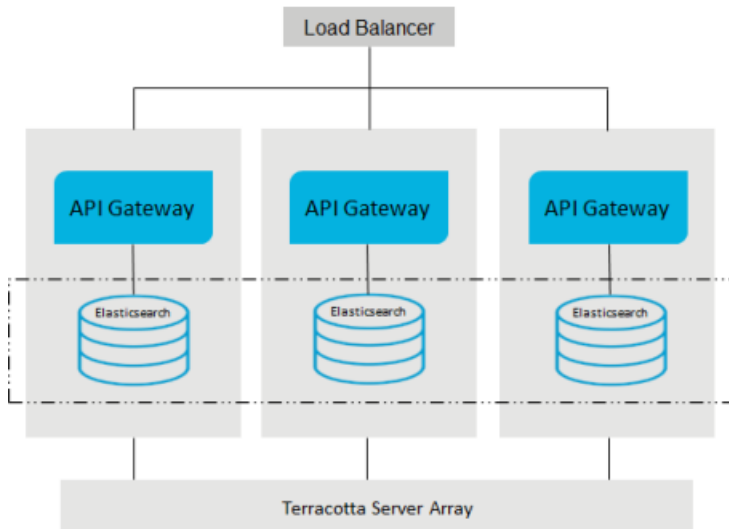 Load Balancer
API Gateway
API Gateway
API Gateway
Elasticsearch
Elasticsearch
Elasticsearch
Terracotta Server Array